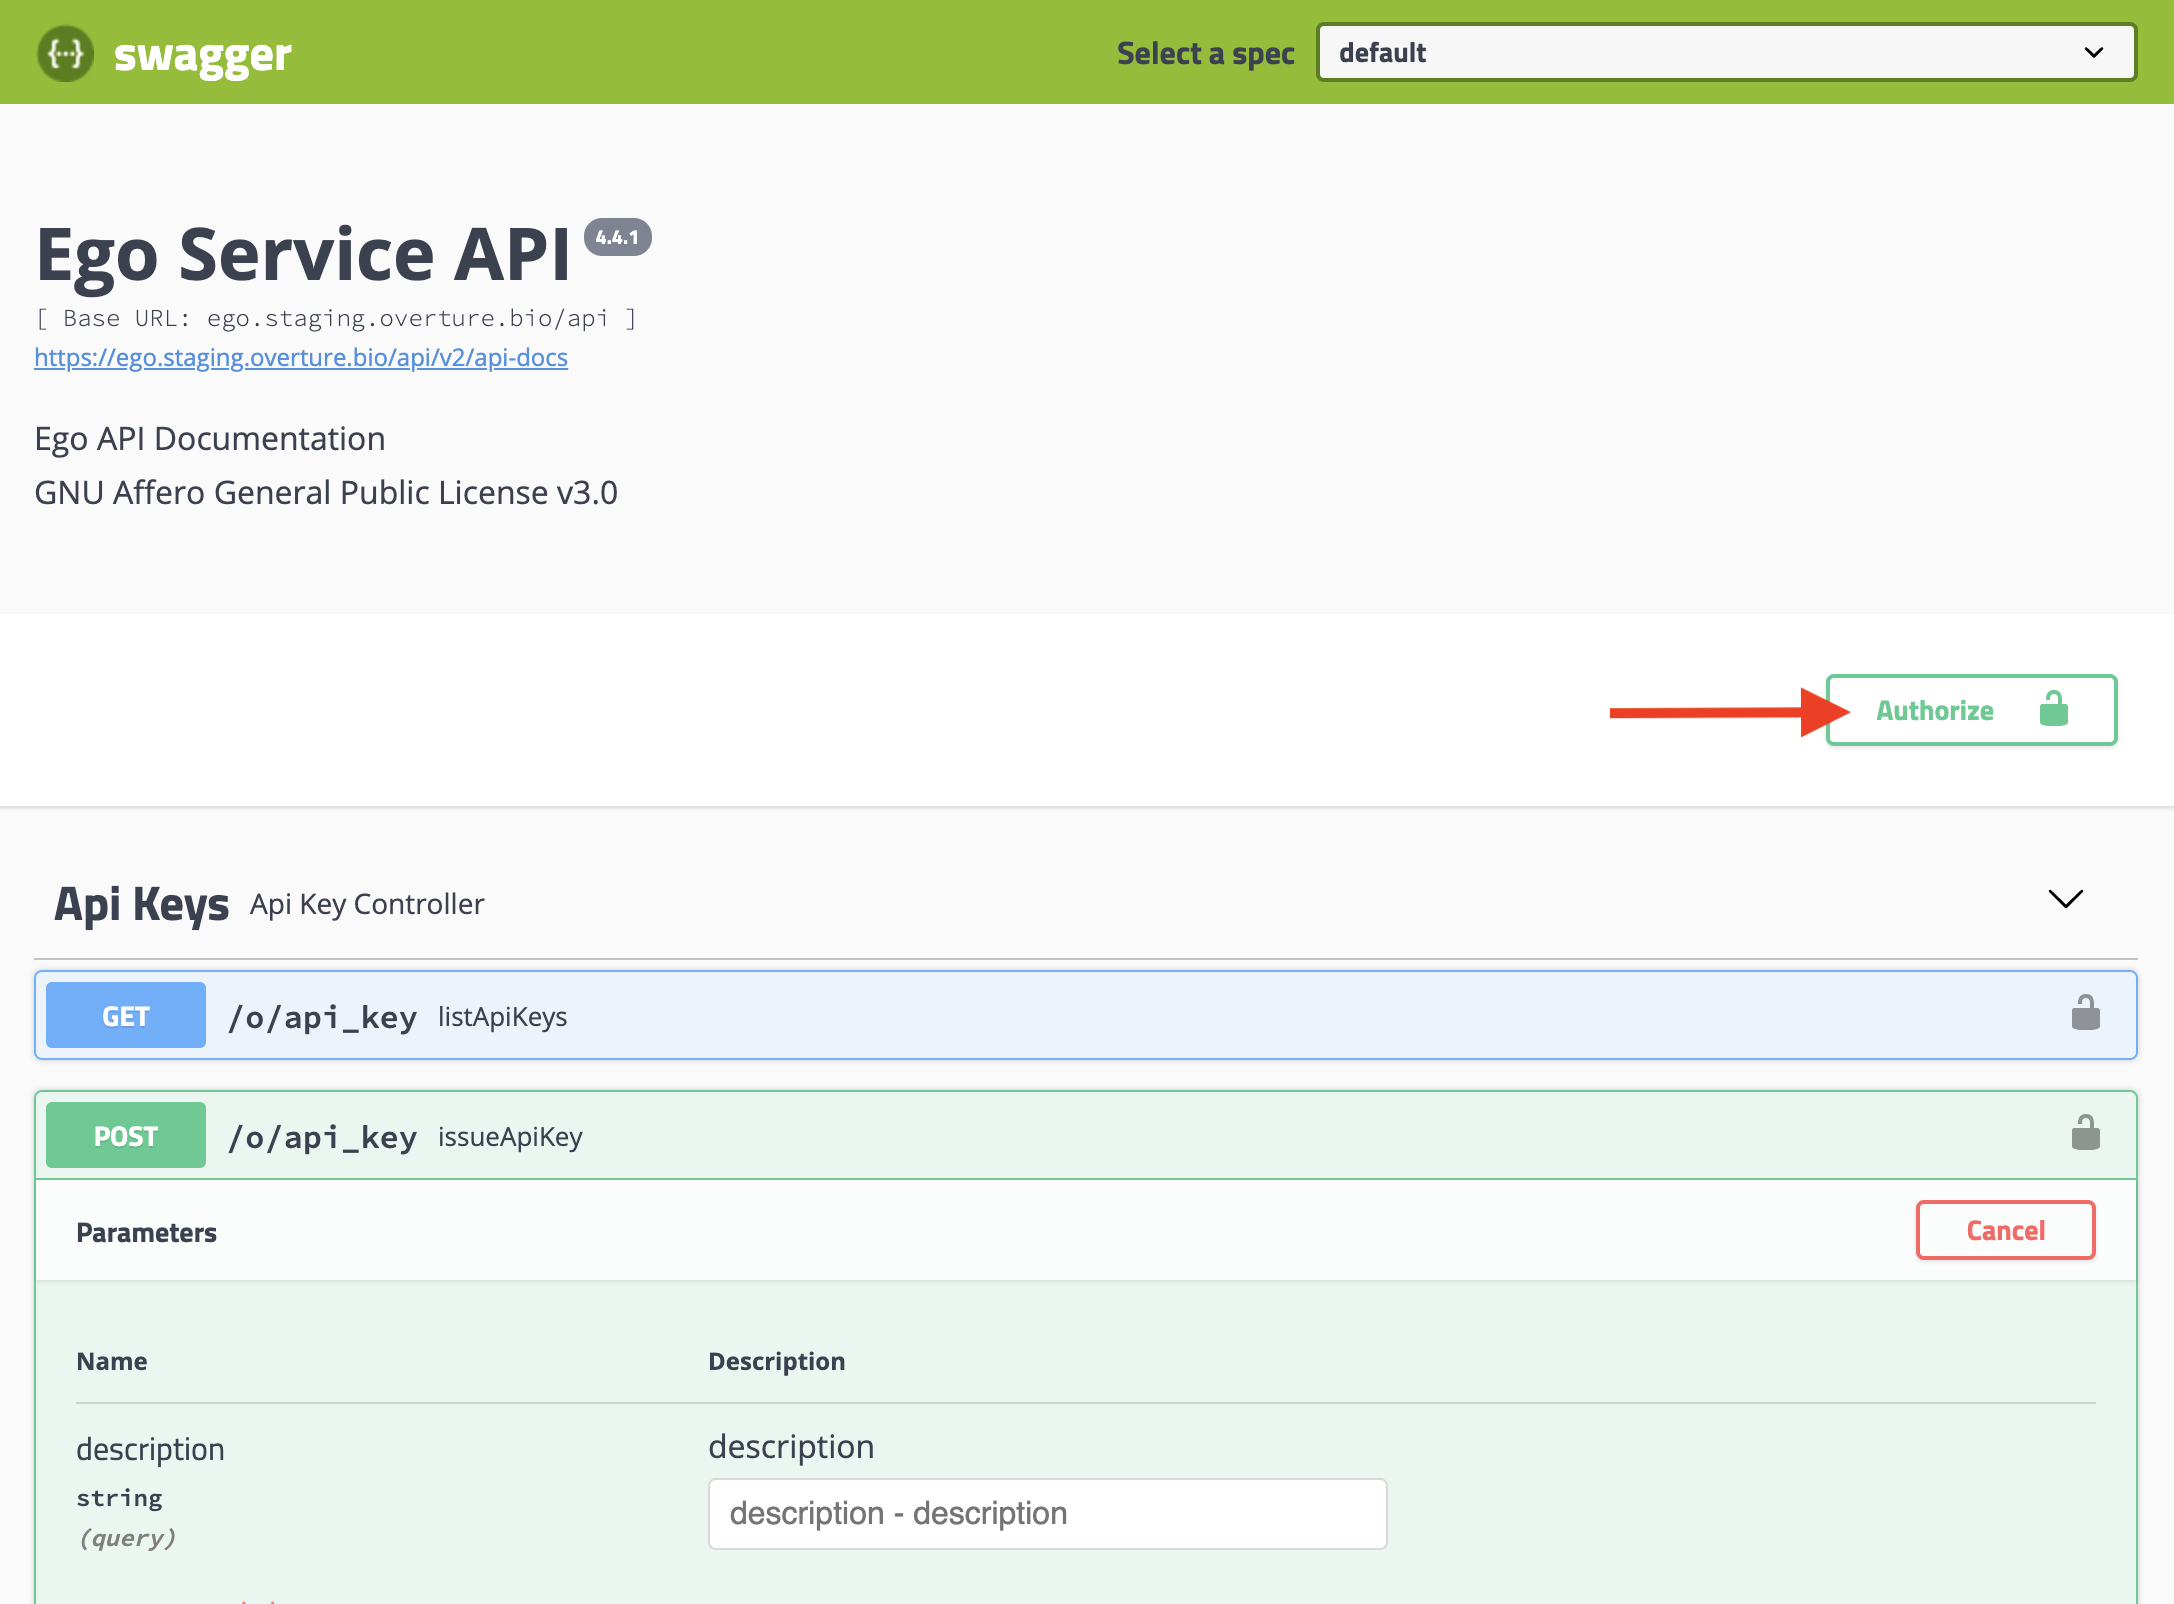 swagger
Select a spec
default
Ego Service API 4.4.1
[ Base URL: ego.staging.overture.bio/api ]
https://ego.staging.overture.bio/api/v2/api-docs
Ego API Documentation
GNU Affero General Public License v3.0
Authorize
Api Keys Api Key Controller
GET /o/api_key listApiKeys
POST /o/api_key issueApiKey
Parameters
Cancel
Name Description
description description
string
description - description
(query)